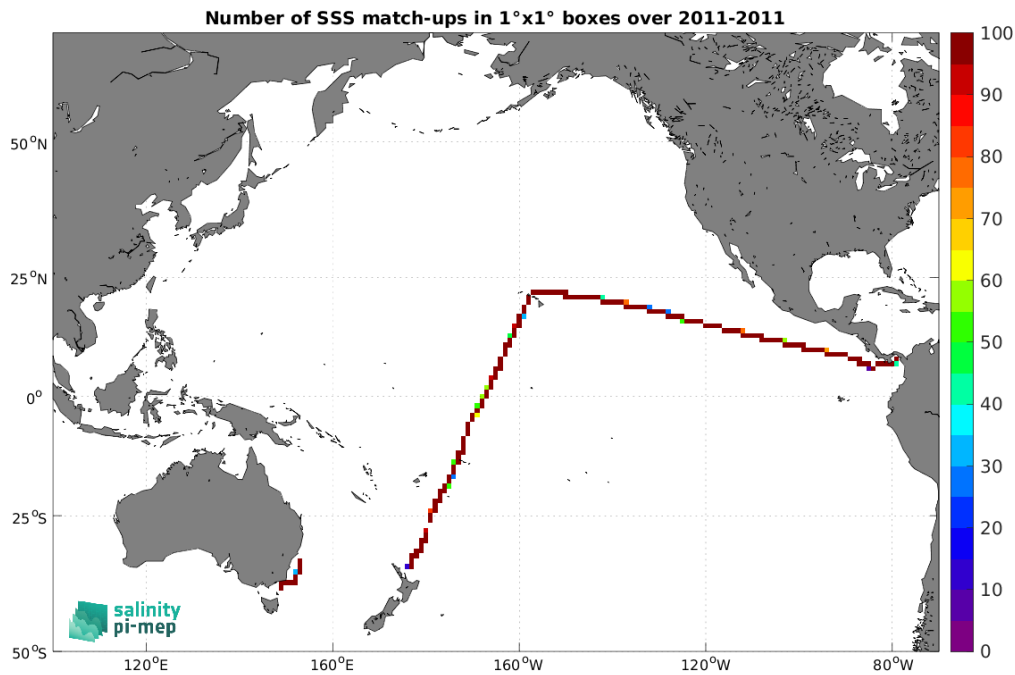 Number of SSS match-ups in 1°x1° boxes over 2011-2011
50°N
25°N
0°
25°S
50°S
120°E
160°E
160°W
120°W
80°W
100
90
80
70
60
50
40
30
20
10
0
salinity
pi-mep